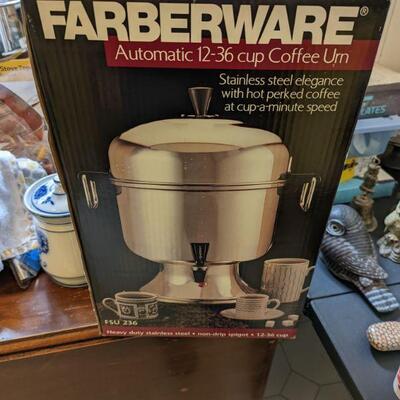 FARBERWARE®
Automatic 12-36 cup Coffee Urn
Stainless steel elegance
with hot perked coffee
at cup-a-minute speed
FSU 236
Heavy duty stainless steel • non-drip spigot • 12-36 cup